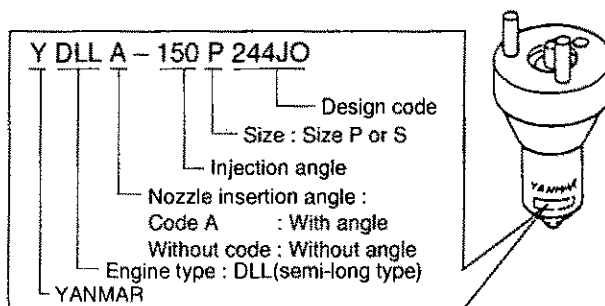 Y DLL A - 150 P 244JO
Design code
Size : Size P or S
Injection angle
Nozzle insertion angle :
Code A : With angle
Without code : Without angle
Engine type : DLL(semi-long type)
YANMAR
YANMAR